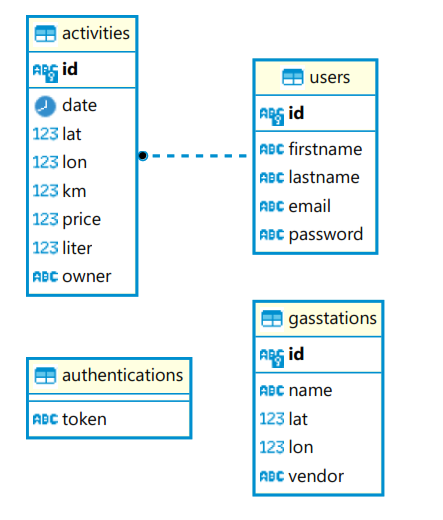 activities
ABC id
date
123 lat
123 lon
123 km
123 price
123 liter
ABC owner
users
ABC id
ABC firstname
ABC lastname
ABC email
ABC password
authentications
ABC token
gasstations
ABC id
ABC name
123 lat
123 lon
ABC vendor